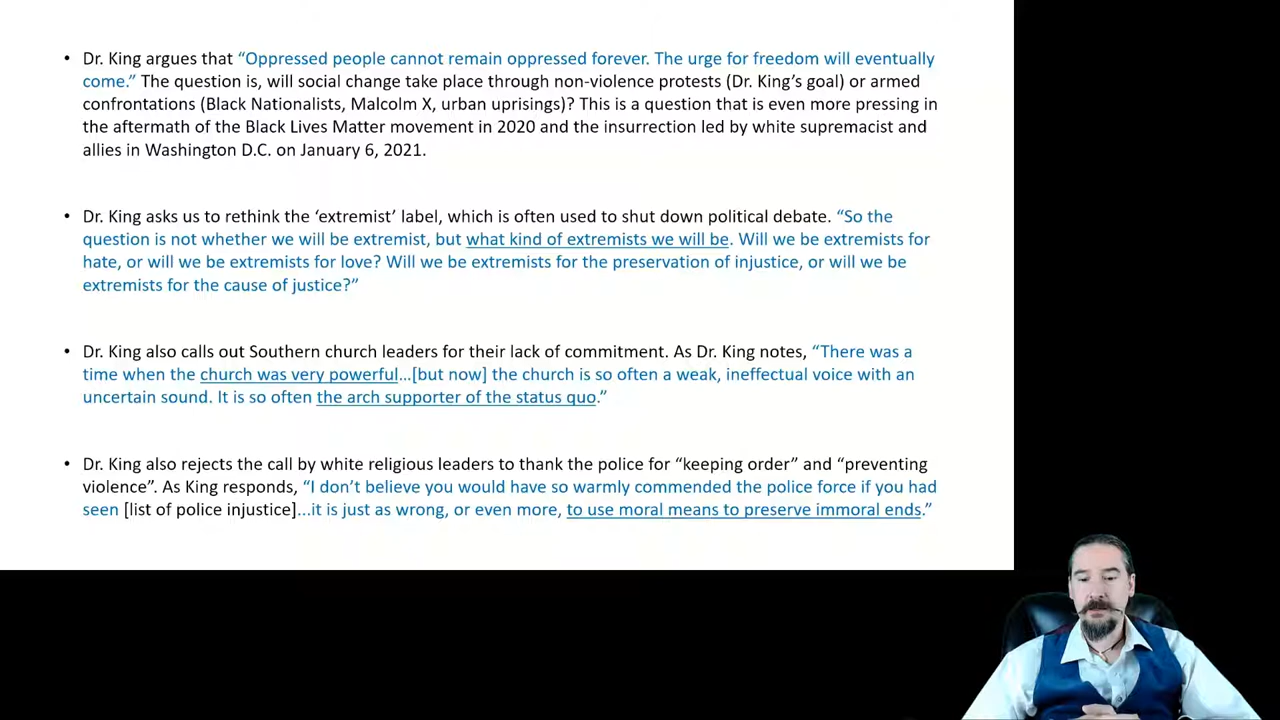 • Dr. King argues that “Oppressed people cannot remain oppressed forever. The urge for freedom will eventually
come.” The question is, will social change take place through non-violence protests (Dr. King’s goal) or armed
confrontations (Black Nationalists, Malcolm X, urban uprisings)? This is a question that is even more pressing in
the aftermath of the Black Lives Matter movement in 2020 and the insurrection led by white supremacist and
allies in Washington D.C. on January 6, 2021.
• Dr. King asks us to rethink the ‘extremist’ label, which is often used to shut down political debate. “So the
question is not whether we will be extremist, but what kind of extremists we will be. Will we be extremists for
hate, or will we be extremists for love? Will we be extremists for the preservation of injustice, or will we be
extremists for the cause of justice?”
• Dr. King also calls out Southern church leaders for their lack of commitment. As Dr. King notes, “There was a
time when the church was very powerful…[but now] the church is so often a weak, ineffectual voice with an
uncertain sound. It is so often the arch supporter of the status quo.”
• Dr. King also rejects the call by white religious leaders to thank the police for “keeping order” and “preventing
violence”. As King responds, “I don’t believe you would have so warmly commended the police force if you had
seen [list of police injustice]...it is just as wrong, or even more, to use moral means to preserve immoral ends.”